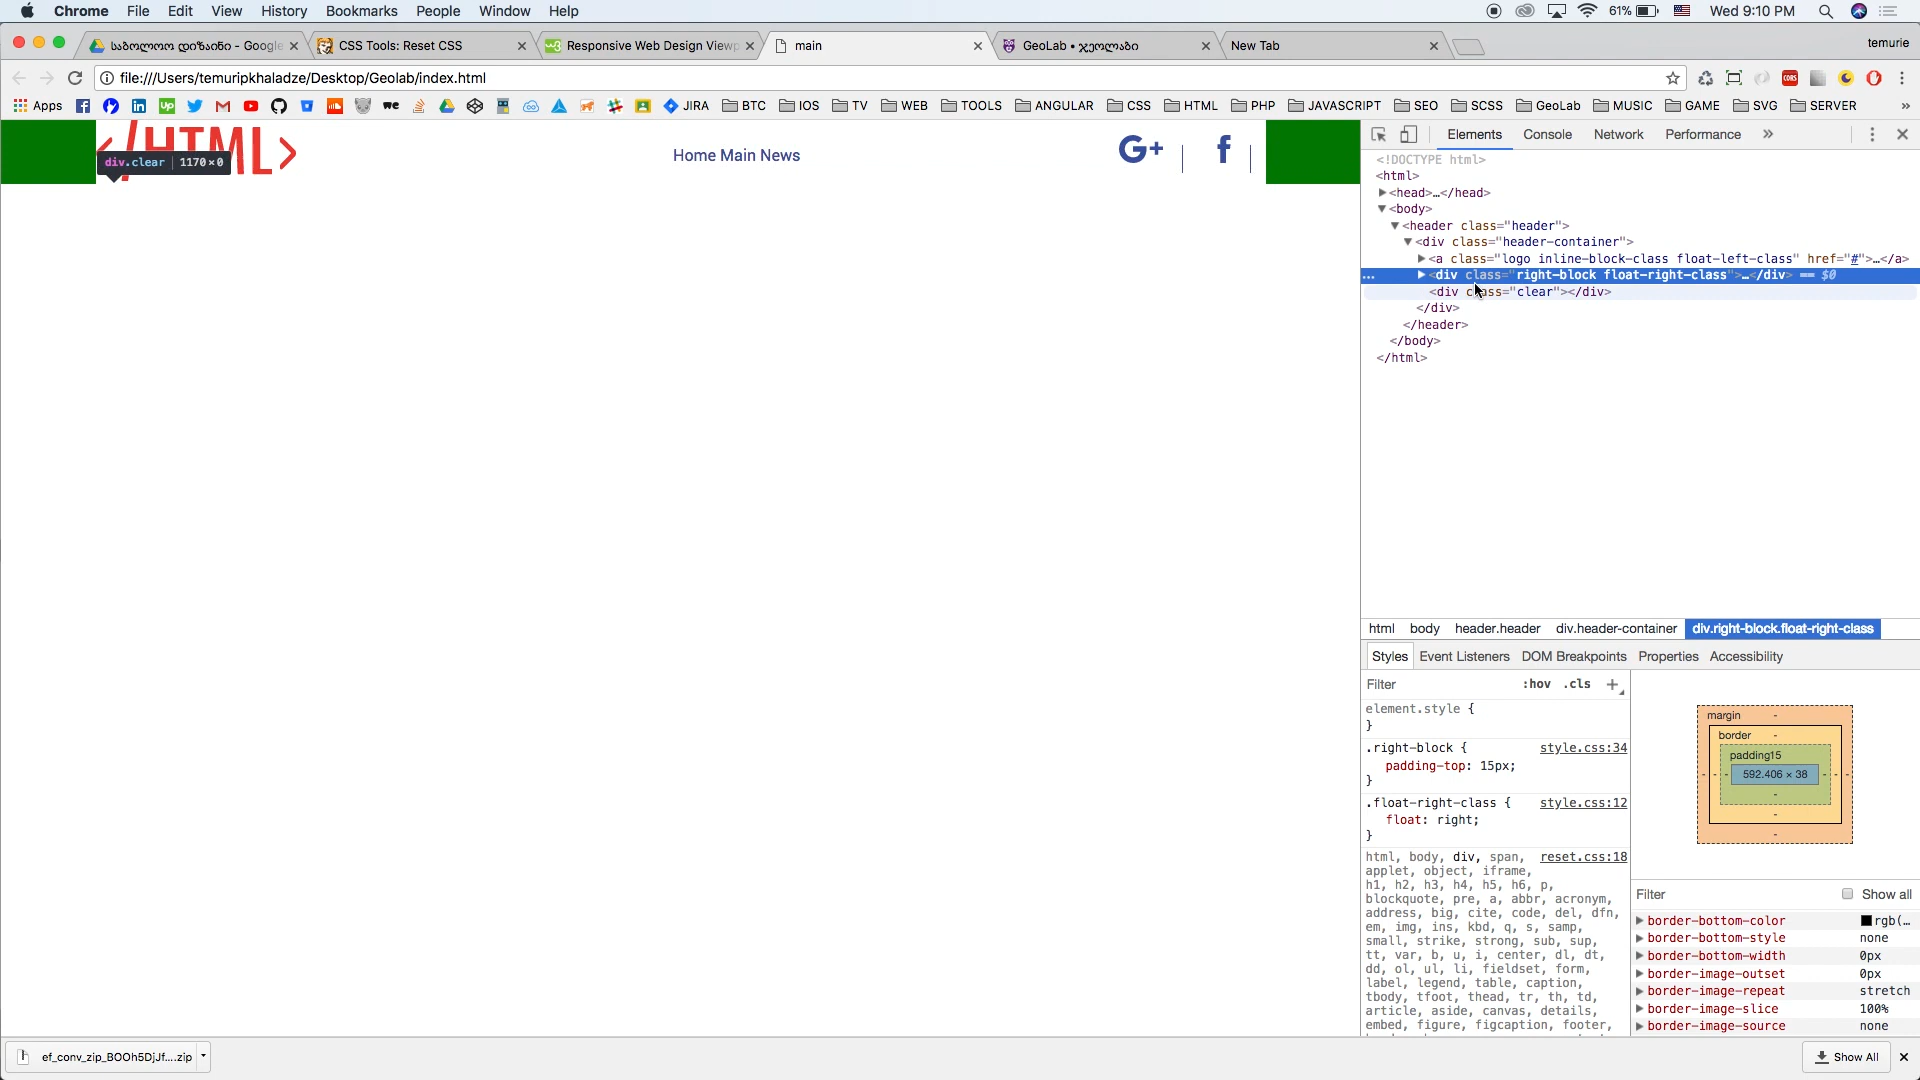 Chrome File Edit View History Bookmarks People Window Help 61% Wed 9:10 PM
საბოლოო დიზაინი - Google CSS Tools: Reset CSS Responsive Web Design Viewp main GeoLab • ჯეოლაბი New Tab temurie
file:///Users/temuripkhaladze/Desktop/Geolab/index.html
Apps JIRA BTC IOS TV WEB TOOLS ANGULAR CSS HTML PHP JAVASCRIPT SEO SCSS GeoLab MUSIC GAME SVG SERVER »
</HTML> Home Main News G+ f
div.clear 1170×0
Elements Console Network Performance »
<!DOCTYPE html>
<html>
<head>…</head>
<body>
<header class="header">
<div class="header-container">
<a class="logo inline-block-class float-left-class" href="#">…</a>
<div class="right-block float-right-class">…</div> == $0
<div class="clear"></div>
</div>
</header>
</body>
</html>
html body header.header div.header-container div.right-block.float-right-class
Styles Event Listeners DOM Breakpoints Properties Accessibility
Filter :hov .cls +
element.style {
}
.right-block { style.css:34
padding-top: 15px;
}
.float-right-class { style.css:12
float: right;
}
html, body, div, span, reset.css:18
applet, object, iframe,
h1, h2, h3, h4, h5, h6, p,
blockquote, pre, a, abbr, acronym,
address, big, cite, code, del, dfn,
em, img, ins, kbd, q, s, samp,
small, strike, strong, sub, sup,
tt, var, b, u, i, center, dl, dt,
dd, ol, ul, li, fieldset, form,
label, legend, table, caption,
tbody, tfoot, thead, tr, th, td,
article, aside, canvas, details,
embed, figure, figcaption, footer,
margin -
border -
padding15
- - - 592.406 × 38 - - -
-
-
-
Filter Show all
border-bottom-color rgb(…
border-bottom-style none
border-bottom-width 0px
border-image-outset 0px
border-image-repeat stretch
border-image-slice 100%
border-image-source none
ef_conv_zip_BOOh5DjJf....zip Show All